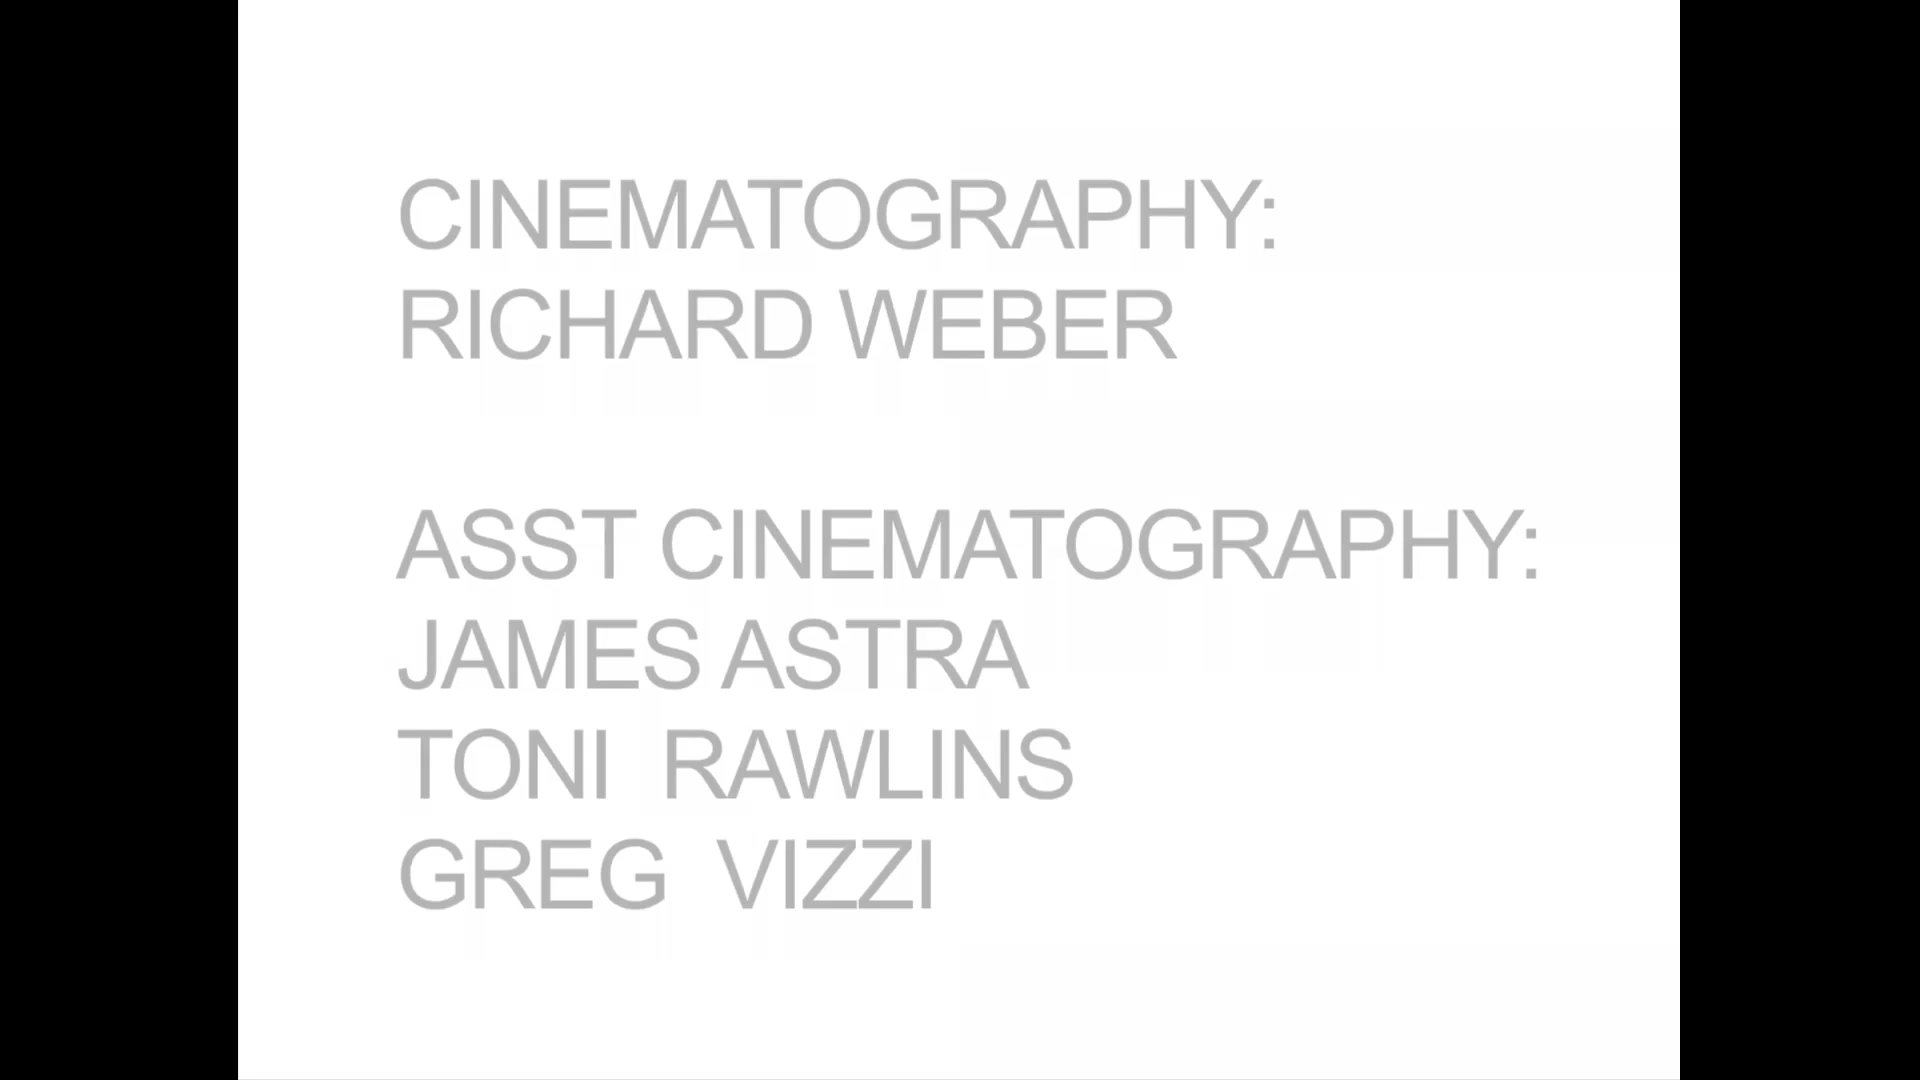 CINEMATOGRAPHY:
RICHARD WEBER
ASST CINEMATOGRAPHY:
JAMES ASTRA
TONI  RAWLINS
GREG  VIZZI